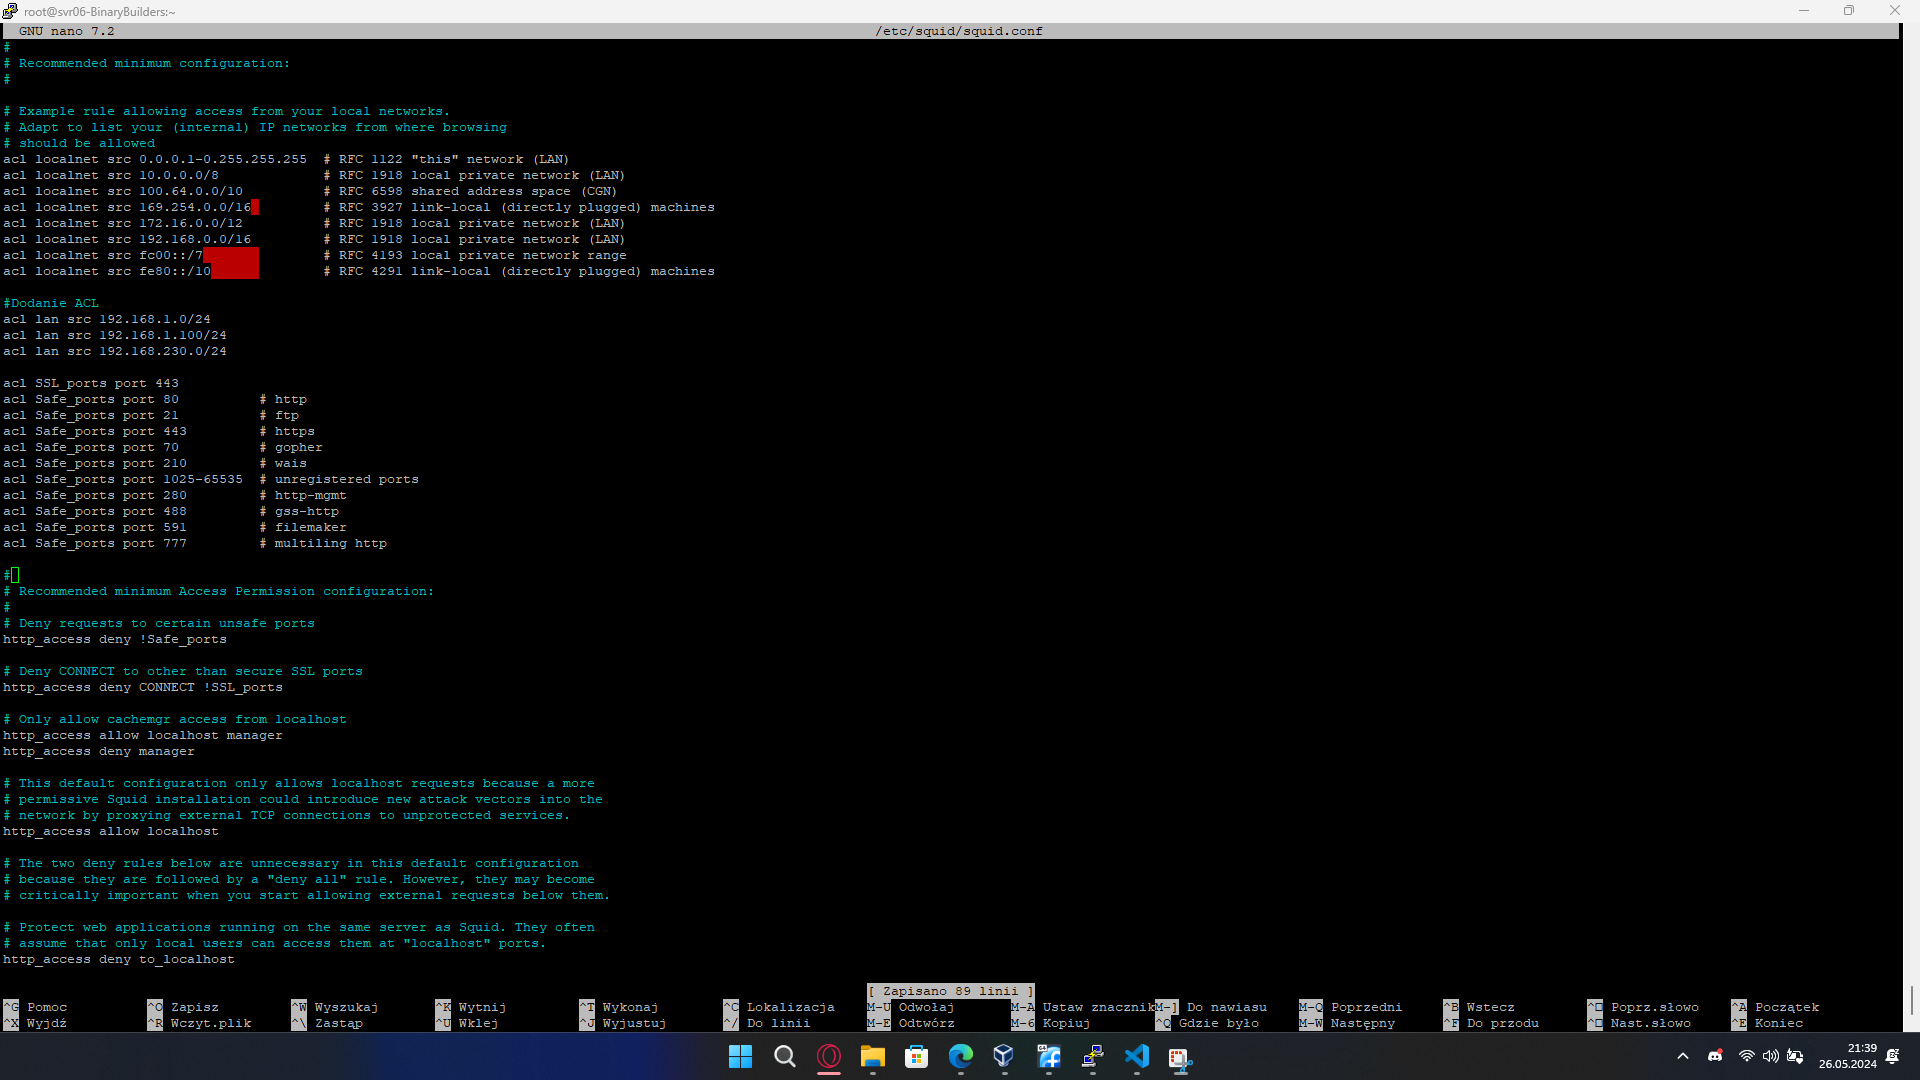 root@svr06-BinaryBuilders:~
GNU nano 7.2 /etc/squid/squid.conf
#
# Recommended minimum configuration:
#
# Example rule allowing access from your local networks.
# Adapt to list your (internal) IP networks from where browsing
# should be allowed
acl localnet src 0.0.0.1-0.255.255.255 # RFC 1122 "this" network (LAN)
acl localnet src 10.0.0.0/8 # RFC 1918 local private network (LAN)
acl localnet src 100.64.0.0/10 # RFC 6598 shared address space (CGN)
acl localnet src 169.254.0.0/16 # RFC 3927 link-local (directly plugged) machines
acl localnet src 172.16.0.0/12 # RFC 1918 local private network (LAN)
acl localnet src 192.168.0.0/16 # RFC 1918 local private network (LAN)
acl localnet src fc00::/7 # RFC 4193 local private network range
acl localnet src fe80::/10 # RFC 4291 link-local (directly plugged) machines
#Dodanie ACL
acl lan src 192.168.1.0/24
acl lan src 192.168.1.100/24
acl lan src 192.168.230.0/24
acl SSL_ports port 443
acl Safe_ports port 80 # http
acl Safe_ports port 21 # ftp
acl Safe_ports port 443 # https
acl Safe_ports port 70 # gopher
acl Safe_ports port 210 # wais
acl Safe_ports port 1025-65535 # unregistered ports
acl Safe_ports port 280 # http-mgmt
acl Safe_ports port 488 # gss-http
acl Safe_ports port 591 # filemaker
acl Safe_ports port 777 # multiling http
#
# Recommended minimum Access Permission configuration:
#
# Deny requests to certain unsafe ports
http_access deny !Safe_ports
# Deny CONNECT to other than secure SSL ports
http_access deny CONNECT !SSL_ports
# Only allow cachemgr access from localhost
http_access allow localhost manager
http_access deny manager
# This default configuration only allows localhost requests because a more
# permissive Squid installation could introduce new attack vectors into the
# network by proxying external TCP connections to unprotected services.
http_access allow localhost
# The two deny rules below are unnecessary in this default configuration
# because they are followed by a "deny all" rule. However, they may become
# critically important when you start allowing external requests below them.
# Protect web applications running on the same server as Squid. They often
# assume that only local users can access them at "localhost" ports.
http_access deny to_localhost
[ Zapisano 89 linii ]
^G Pomoc ^O Zapisz ^W Wyszukaj ^K Wytnij ^T Wykonaj ^C Lokalizacja M-U Odwołaj M-A Ustaw znacznik M-] Do nawiasu M-Q Poprzedni ^B Wstecz ^□ Poprz.słowo ^A Początek
^X Wyjdź ^R Wczyt.plik ^\ Zastąp ^U Wklej ^J Wyjustuj ^/ Do linii M-E Odtwórz M-6 Kopiuj ^Q Gdzie było M-W Następny ^F Do przodu ^□ Nast.słowo ^E Koniec
64
21:39
26.05.2024